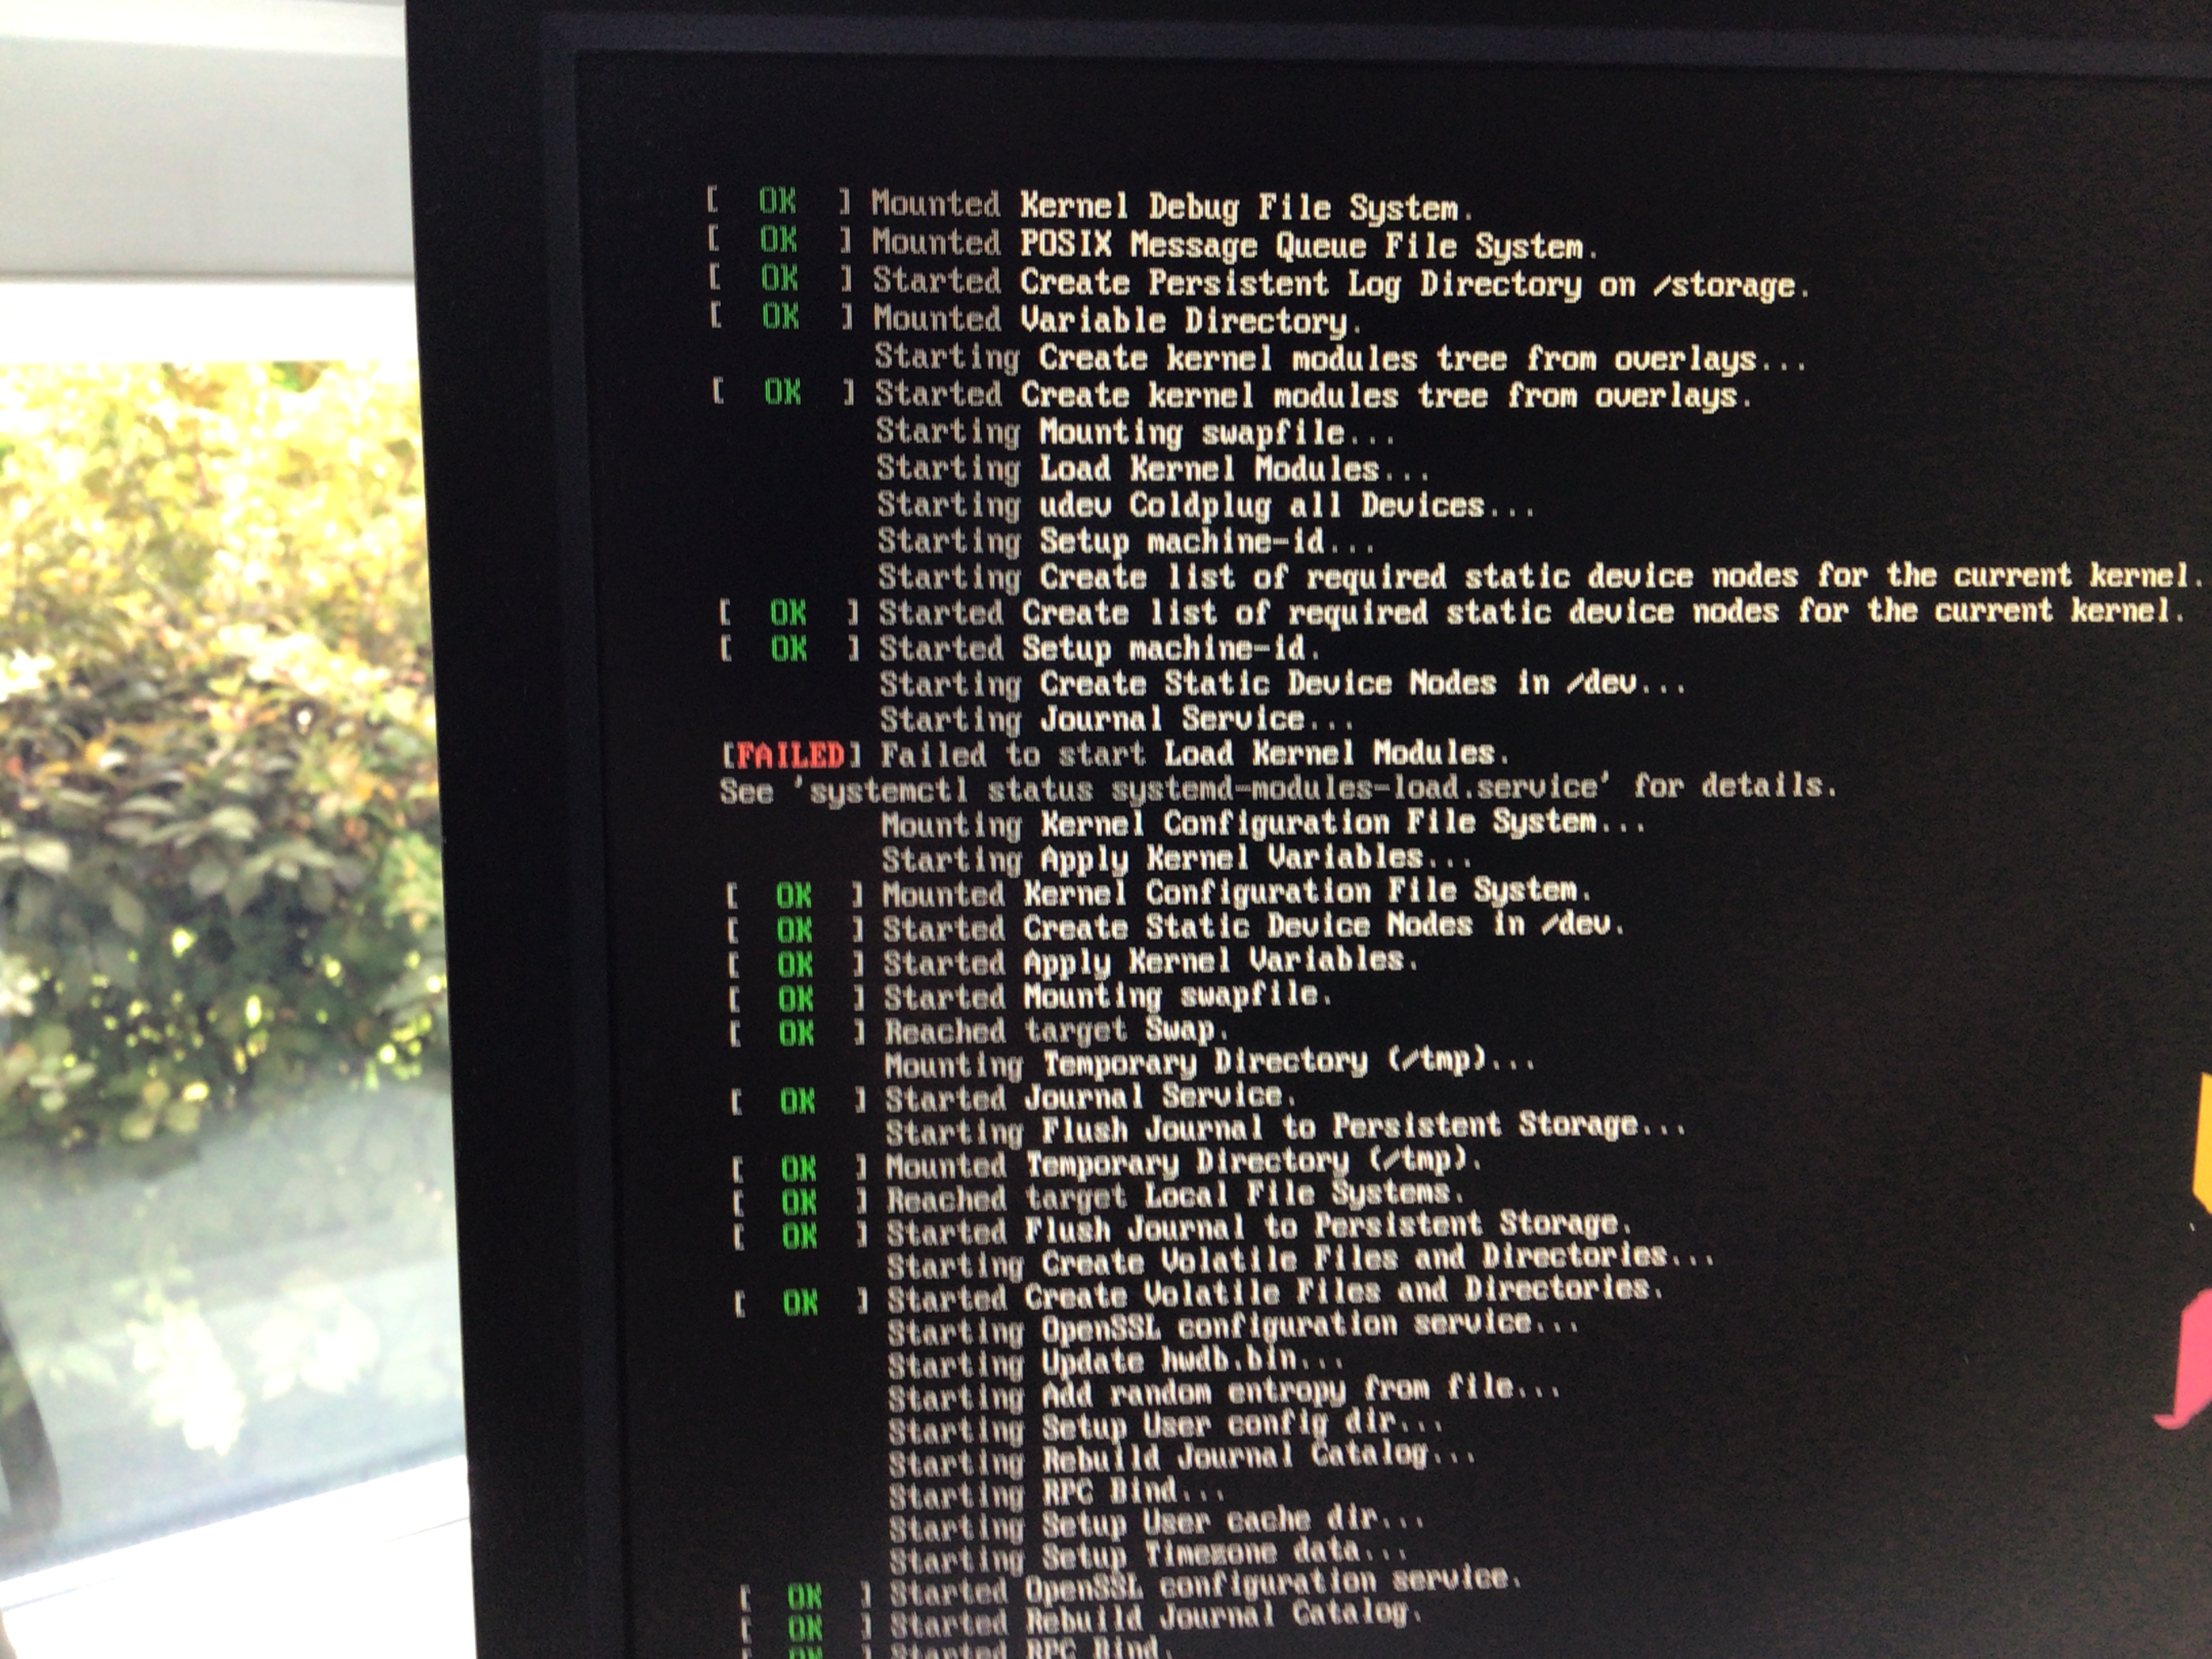 [  OK  ] Mounted Kernel Debug File System.
[  OK  ] Mounted POSIX Message Queue File System.
[  OK  ] Started Create Persistent Log Directory on /storage.
[  OK  ] Mounted Variable Directory.
Starting Create kernel modules tree from overlays...
[  OK  ] Started Create kernel modules tree from overlays.
Starting Mounting swapfile...
Starting Load Kernel Modules...
Starting udev Coldplug all Devices...
Starting Setup machine-id...
Starting Create list of required static device nodes for the current kernel.
[  OK  ] Started Create list of required static device nodes for the current kernel.
[  OK  ] Started Setup machine-id.
Starting Create Static Device Nodes in /dev...
Starting Journal Service...
[FAILED] Failed to start Load Kernel Modules.
See 'systemctl status systemd-modules-load.service' for details.
Mounting Kernel Configuration File System...
Starting Apply Kernel Variables...
[  OK  ] Mounted Kernel Configuration File System.
[  OK  ] Started Create Static Device Nodes in /dev.
[  OK  ] Started Apply Kernel Variables.
[  OK  ] Started Mounting swapfile.
[  OK  ] Reached target Swap.
Mounting Temporary Directory (/tmp)...
[  OK  ] Started Journal Service.
Starting Flush Journal to Persistent Storage...
[  OK  ] Mounted Temporary Directory (/tmp).
[  OK  ] Reached target Local File Systems.
[  OK  ] Started Flush Journal to Persistent Storage.
Starting Create Volatile Files and Directories...
[  OK  ] Started Create Volatile Files and Directories.
Starting OpenSSL configuration service...
Starting Update hwdb.bin...
Starting Add random entropy from file...
Starting Setup User config dir...
Starting Rebuild Journal Catalog...
Starting RPC Bind...
Starting Setup User cache dir...
Starting Setup Timezone data...
[  OK  ] Started OpenSSL configuration service.
[  OK  ] Started Rebuild Journal Catalog.
[  OK  ] Started RPC Bind.